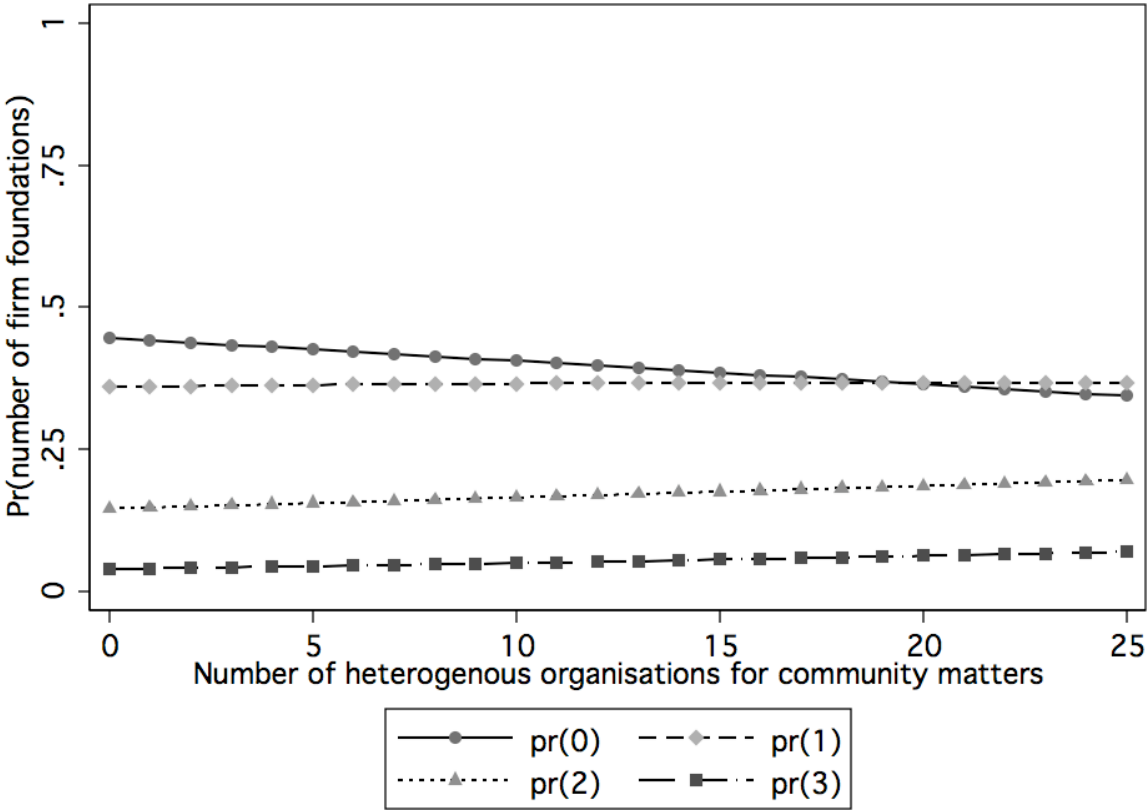 Pr(number of firm foundations)
1
.75
.5
.25
0
0 5 10 15 20 25
Number of heterogenous organisations for community matters
pr(0) pr(1)
pr(2) pr(3)